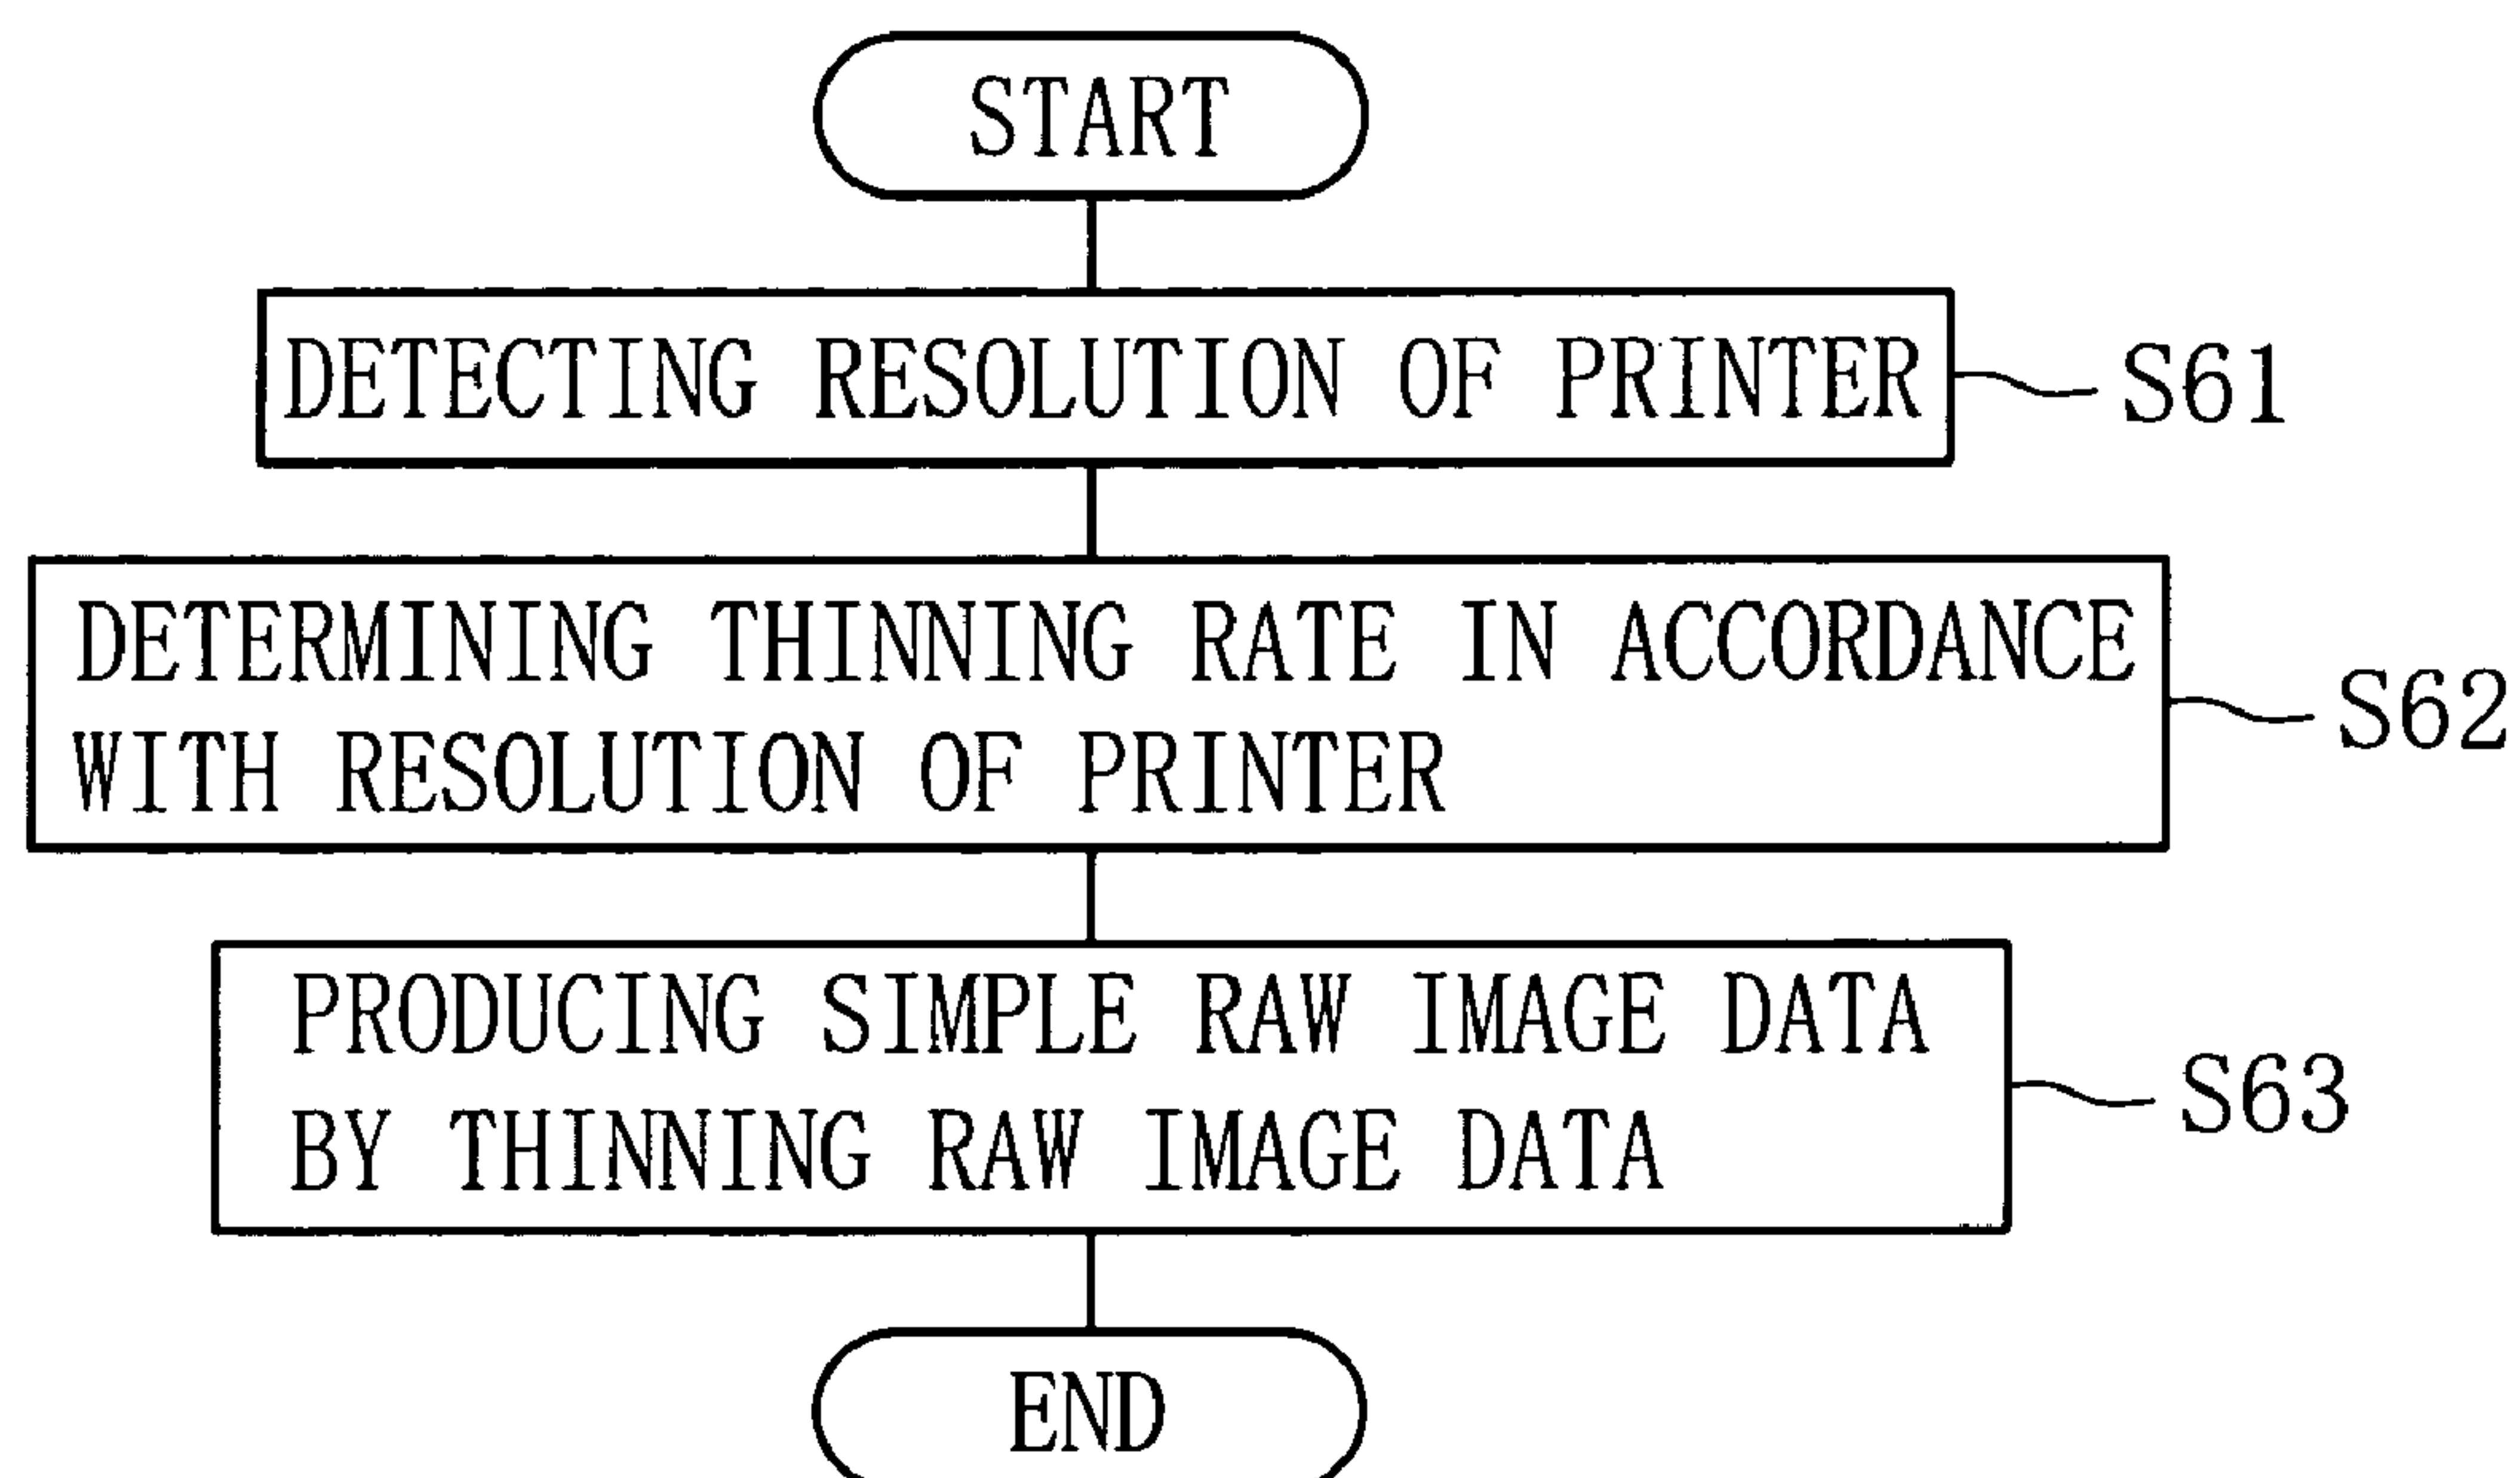 START
DETECTING RESOLUTION OF PRINTER
S61
DETERMINING THINNING RATE IN ACCORDANCE
WITH RESOLUTION OF PRINTER
S62
PRODUCING SIMPLE RAW IMAGE DATA
BY THINNING RAW IMAGE DATA
S63
END